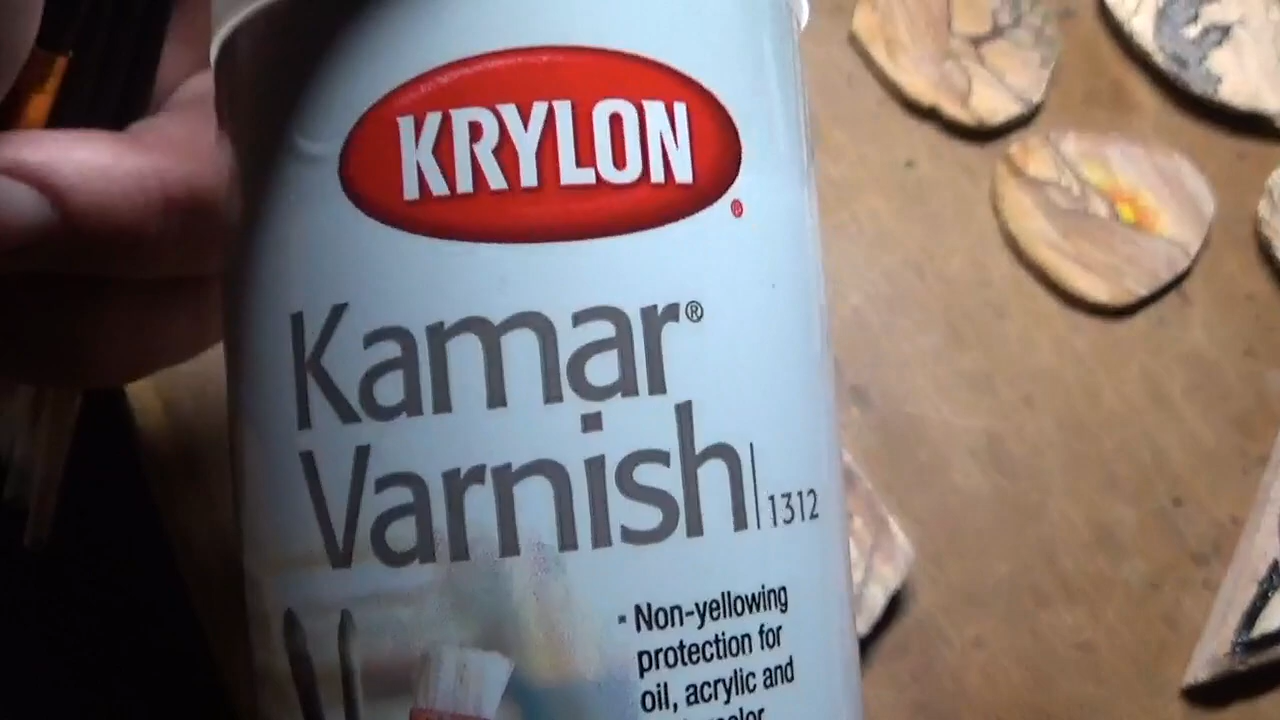 KRYLON®
Kamar®
Varnish
1312
▪ Non-yellowing
protection for
oil, acrylic and